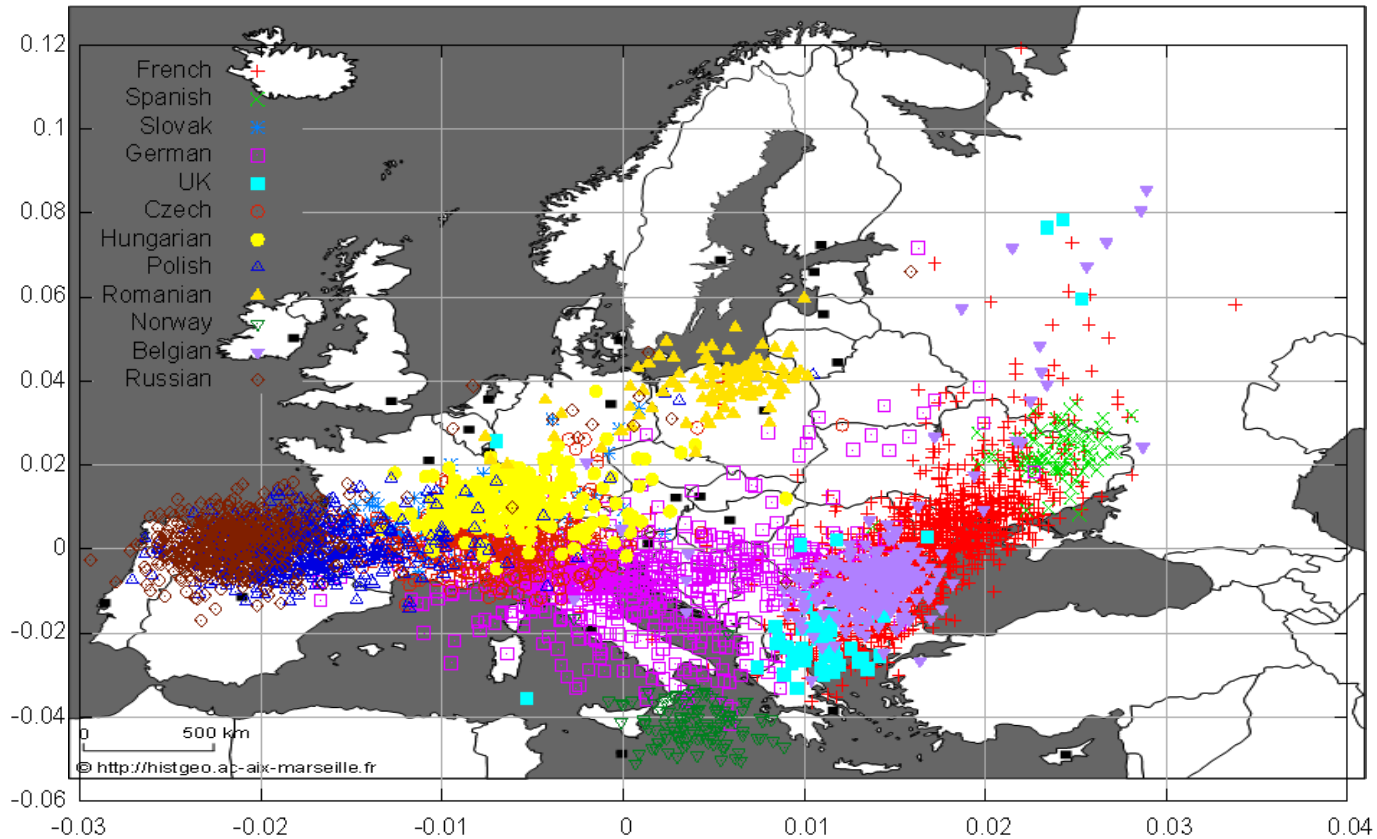 0.12
French
Spanish
0.1
Slovak
German
0.08
UK
Czech
Hungarian
Polish
0.06
Romanian
Norway
Belgian
0.04
Russian
0.02
0
-0.02
-0.04
0 500 km
© http://histgeo.ac-aix-marseille.fr
-0.06
-0.03 -0.02 -0.01 0 0.01 0.02 0.03 0.04